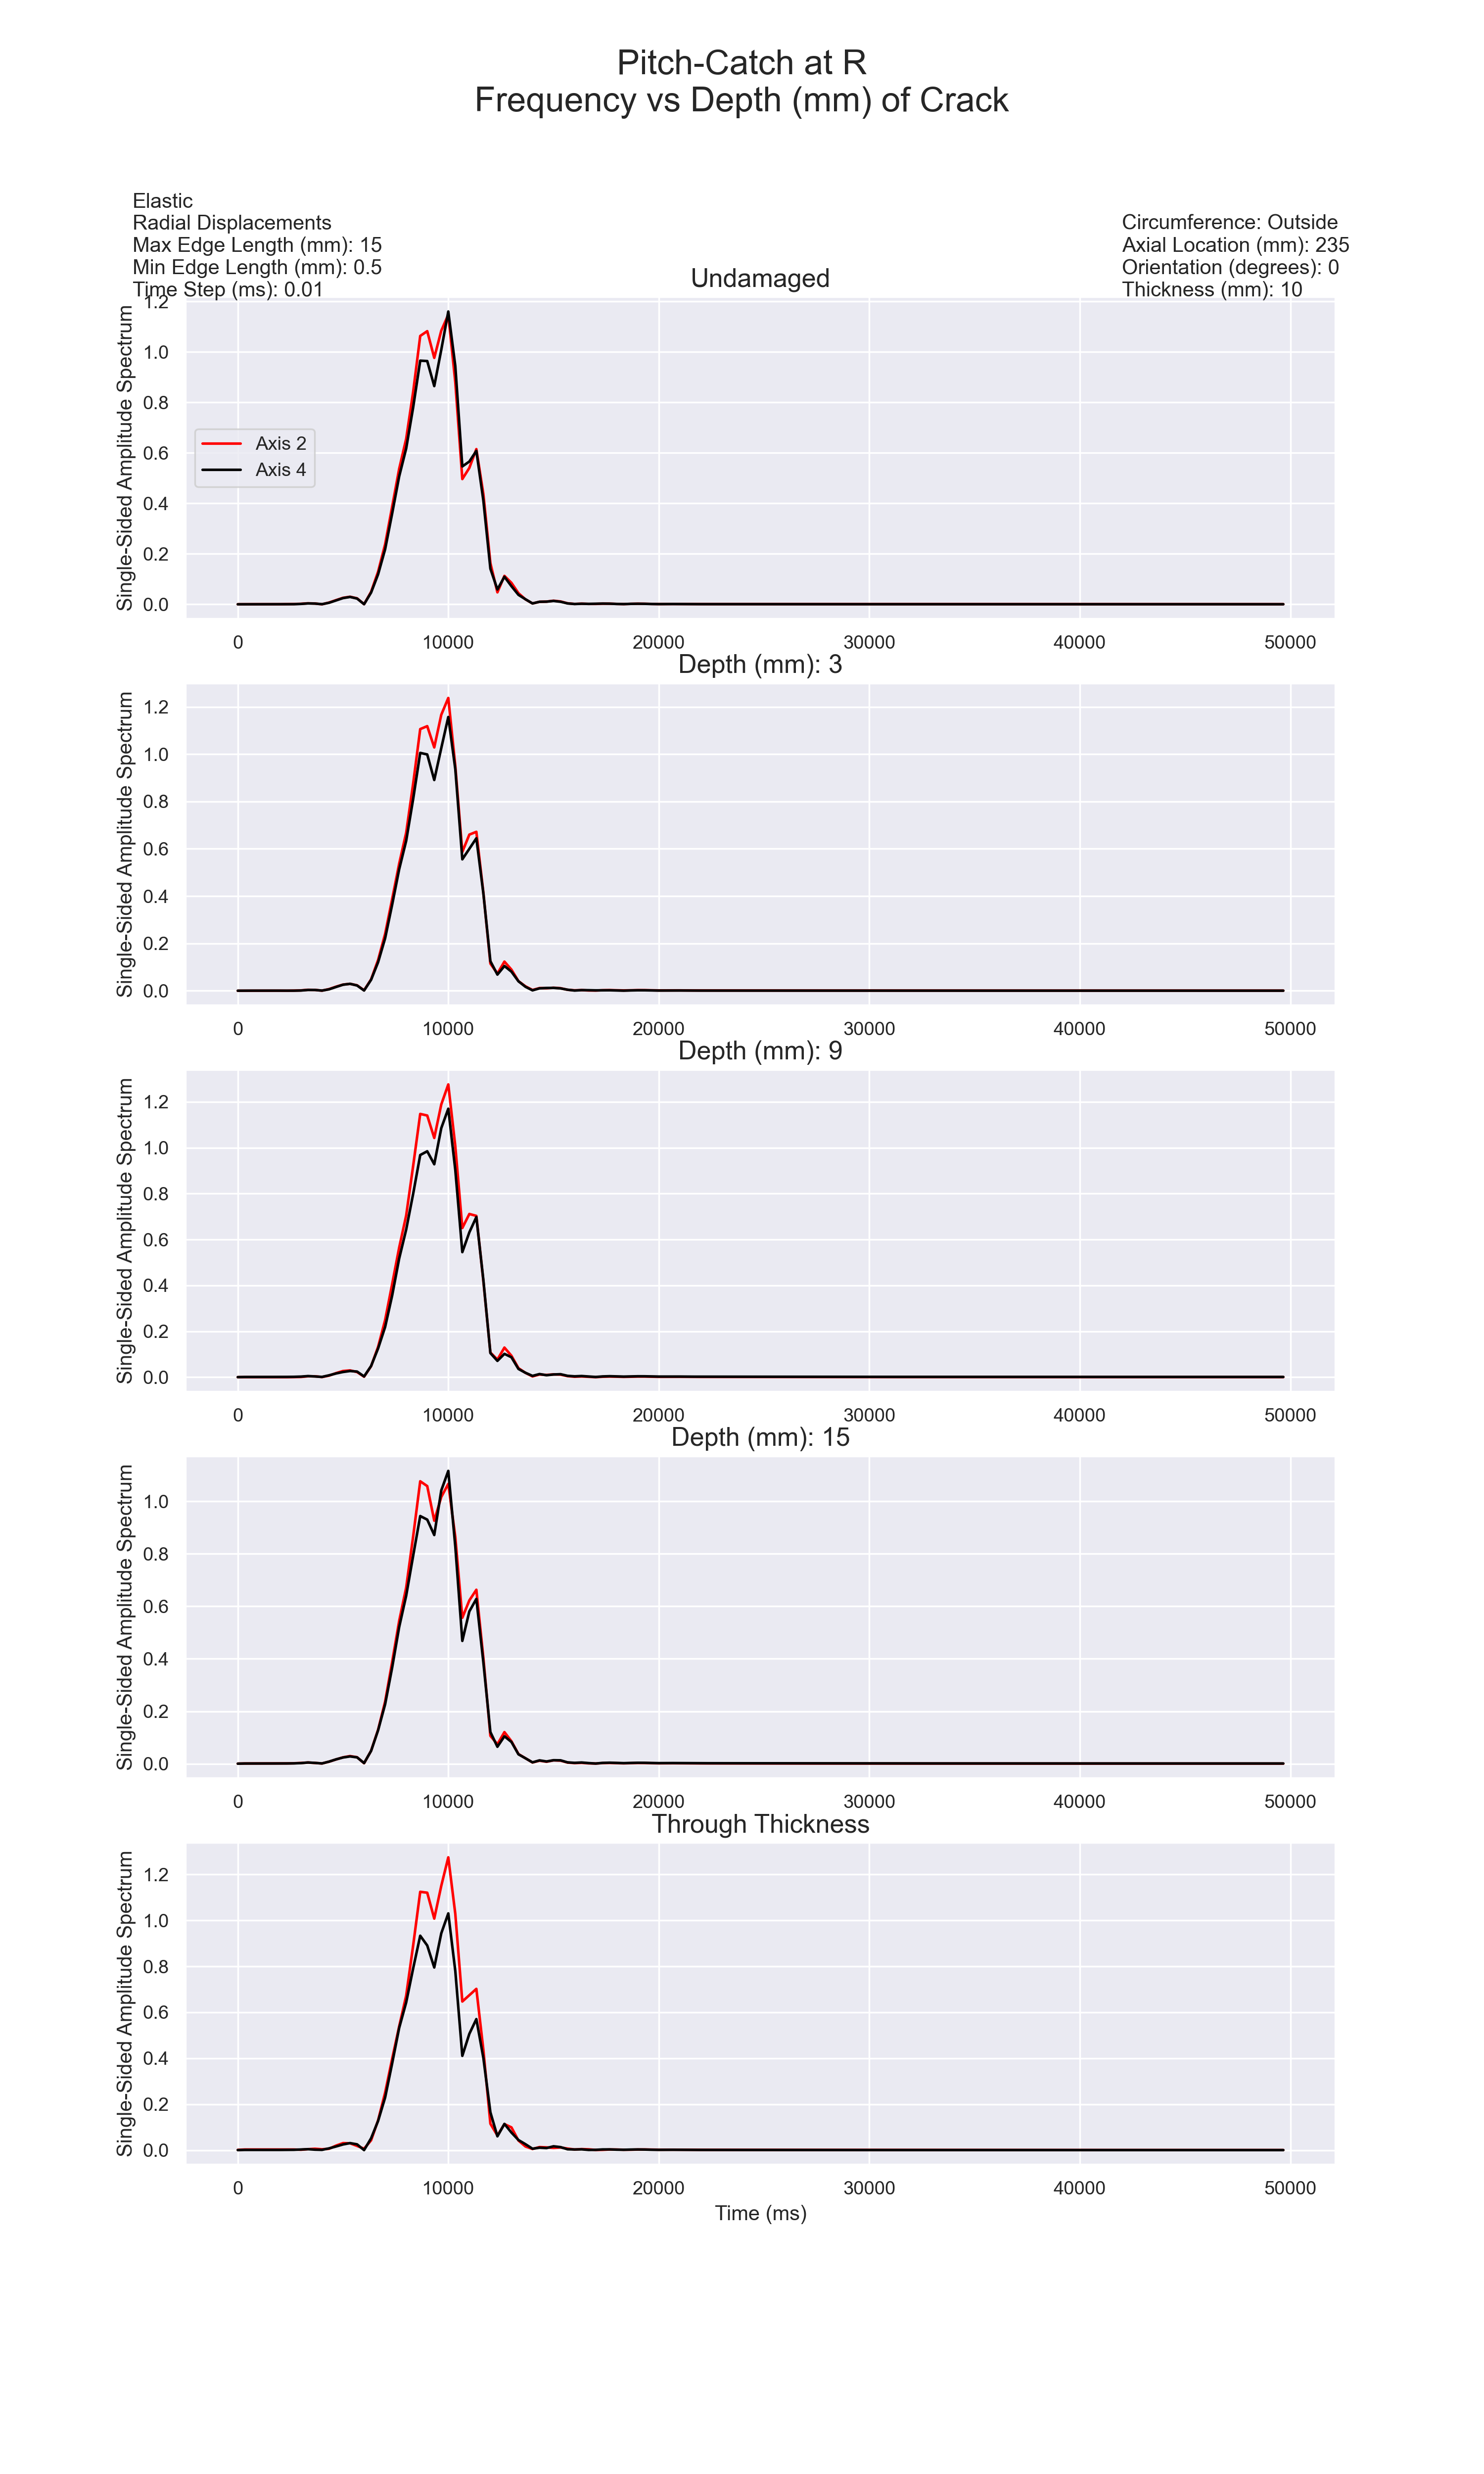 Pitch-Catch at R
Frequency vs Depth (mm) of Crack
Elastic
Radial Displacements
Max Edge Length (mm): 15
Min Edge Length (mm): 0.5
Time Step (ms): 0.01
Circumference: Outside
Axial Location (mm): 235
Orientation (degrees): 0
Thickness (mm): 10
Undamaged
Single-Sided Amplitude Spectrum
1.2
1.0
0.8
0.6
0.4
0.2
0.0
Axis 2
Axis 4
0 10000 20000 30000 40000 50000
Depth (mm): 3
Single-Sided Amplitude Spectrum
1.2
1.0
0.8
0.6
0.4
0.2
0.0
0 10000 20000 30000 40000 50000
Depth (mm): 9
Single-Sided Amplitude Spectrum
1.2
1.0
0.8
0.6
0.4
0.2
0.0
0 10000 20000 30000 40000 50000
Depth (mm): 15
Single-Sided Amplitude Spectrum
1.0
0.8
0.6
0.4
0.2
0.0
0 10000 20000 30000 40000 50000
Through Thickness
Single-Sided Amplitude Spectrum
1.2
1.0
0.8
0.6
0.4
0.2
0.0
0 10000 20000 30000 40000 50000
Time (ms)